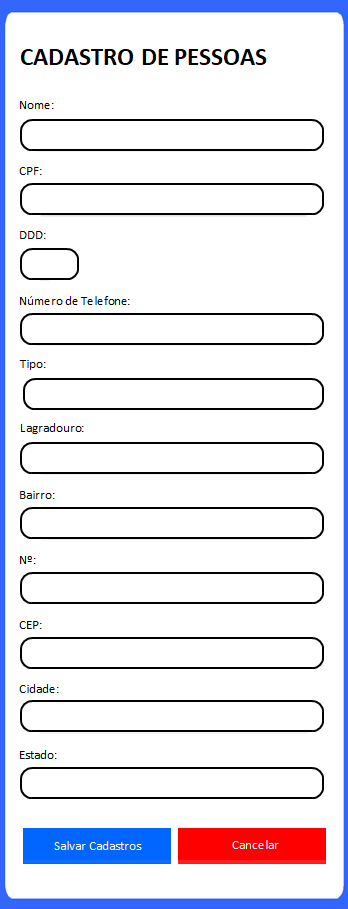 CADASTRO DE PESSOAS
Nome:
CPF:
DDD:
Número de Telefone:
Tipo:
Lagradouro:
Bairro:
Nº:
CEP:
Cidade:
Estado:
Salvar Cadastros Cancelar